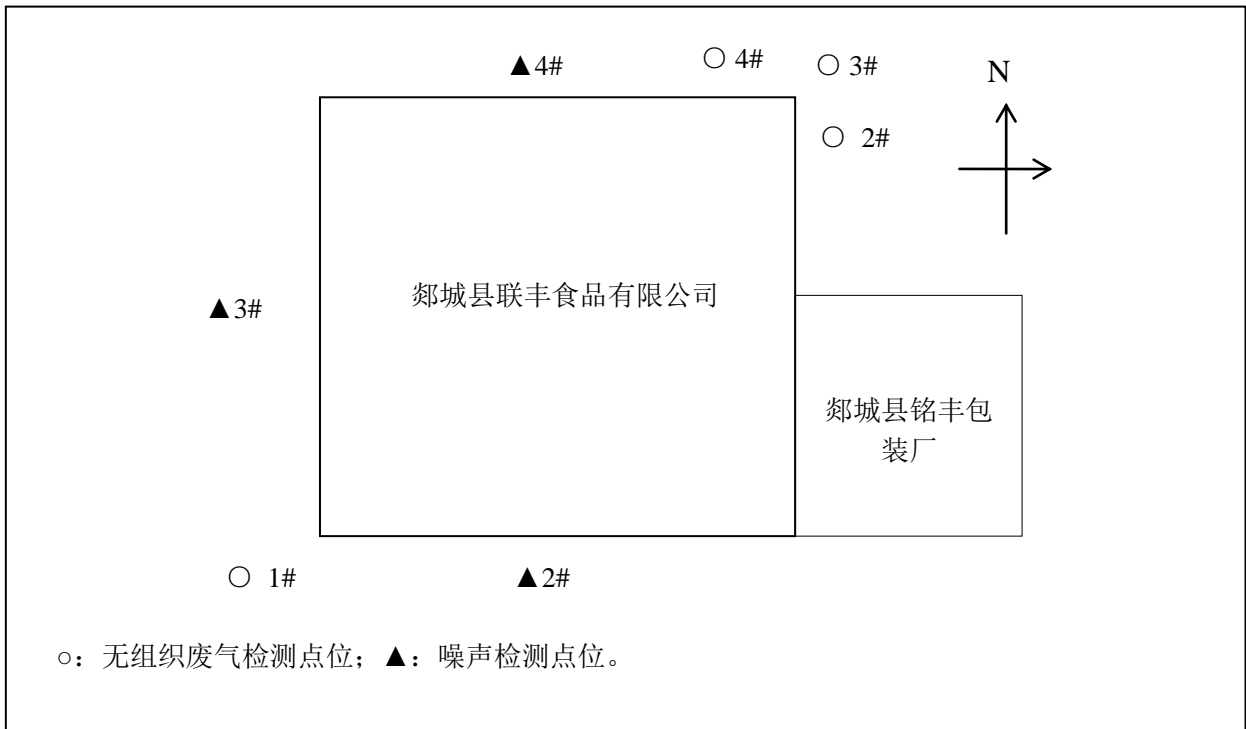 ▲4#
○ 4#
○ 3#
N
○ 2#
郯城县联丰食品有限公司
▲3#
郯城县铭丰包
装厂
○ 1#
▲2#
○：无组织废气检测点位；▲：噪声检测点位。